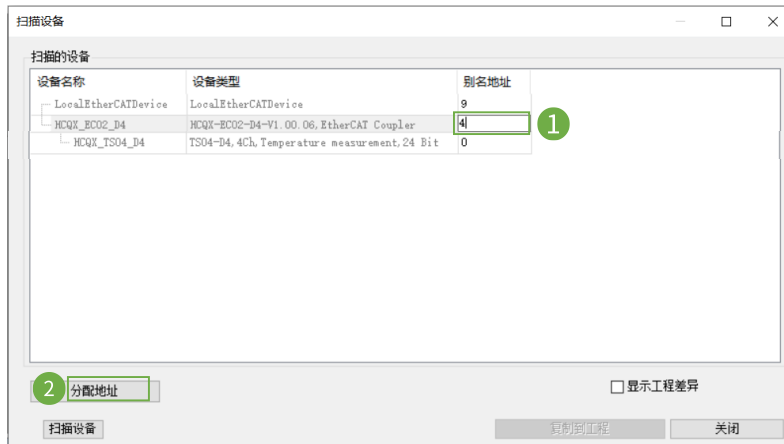 扫描设备
扫描的设备
设备名称 设备类型 别名地址
LocalEtherCATDevice LocalEtherCATDevice 9
HCQX_EC02_D4 HCQX-EC02-D4-V1.00.06,EtherCAT Coupler 4 1
HCQX_TS04_D4 TS04-D4,4Ch,Temperature measurement,24 Bit 0
2 分配地址 显示工程差异
扫描设备 复制到工程 关闭